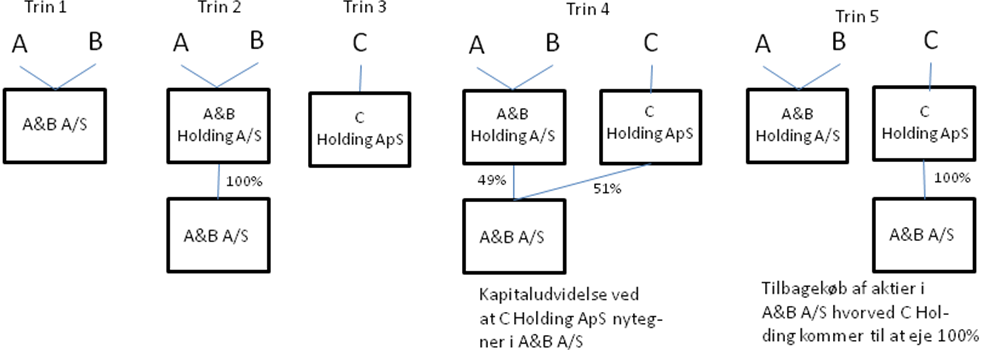 Trin 1
A B
A&B A/S
Trin 2
A B
A&B
Holding A/S
100%
A&B A/S
Trin 3
C
C
Holding ApS
Trin 4
A B C
A&B
Holding A/S
C
Holding ApS
49%
51%
A&B A/S
Kapitaludvidelse ved
at C Holding ApS nyteg-
ner i A&B A/S
Trin 5
A B C
A&B
Holding A/S
C
Holding ApS
100%
A&B A/S
Tilbagekøb af aktier i
A&B A/S hvorved C Hol-
ding kommer til at eje 100%